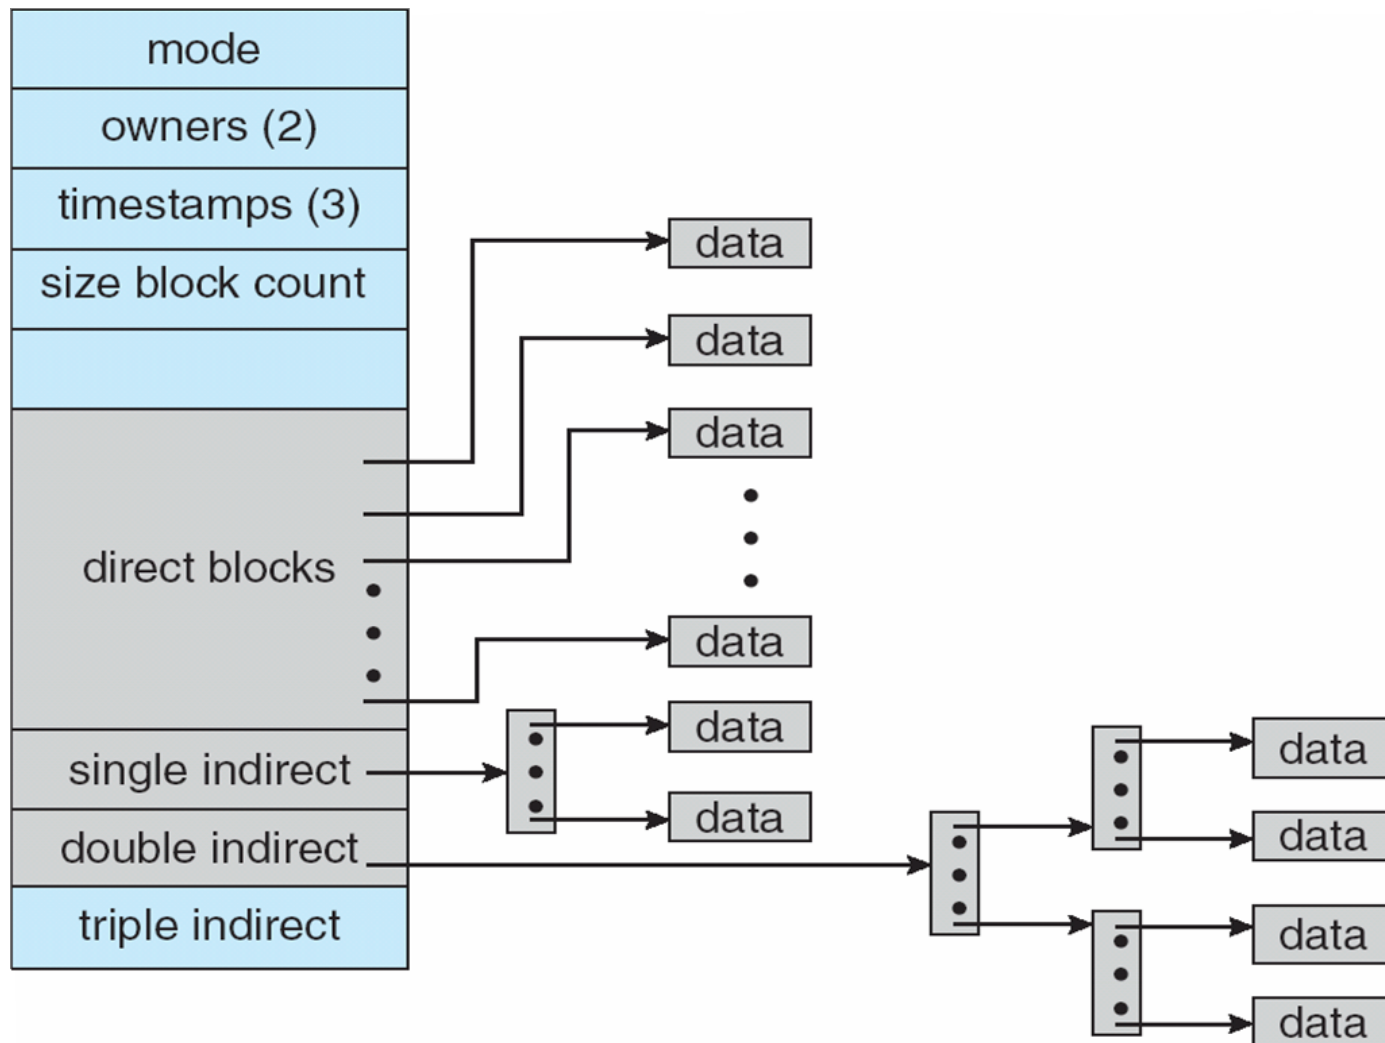 mode
owners (2)
timestamps (3)
size block count
data
data
data
direct blocks
data
data
single indirect
data
data
double indirect
data
triple indirect
data
data